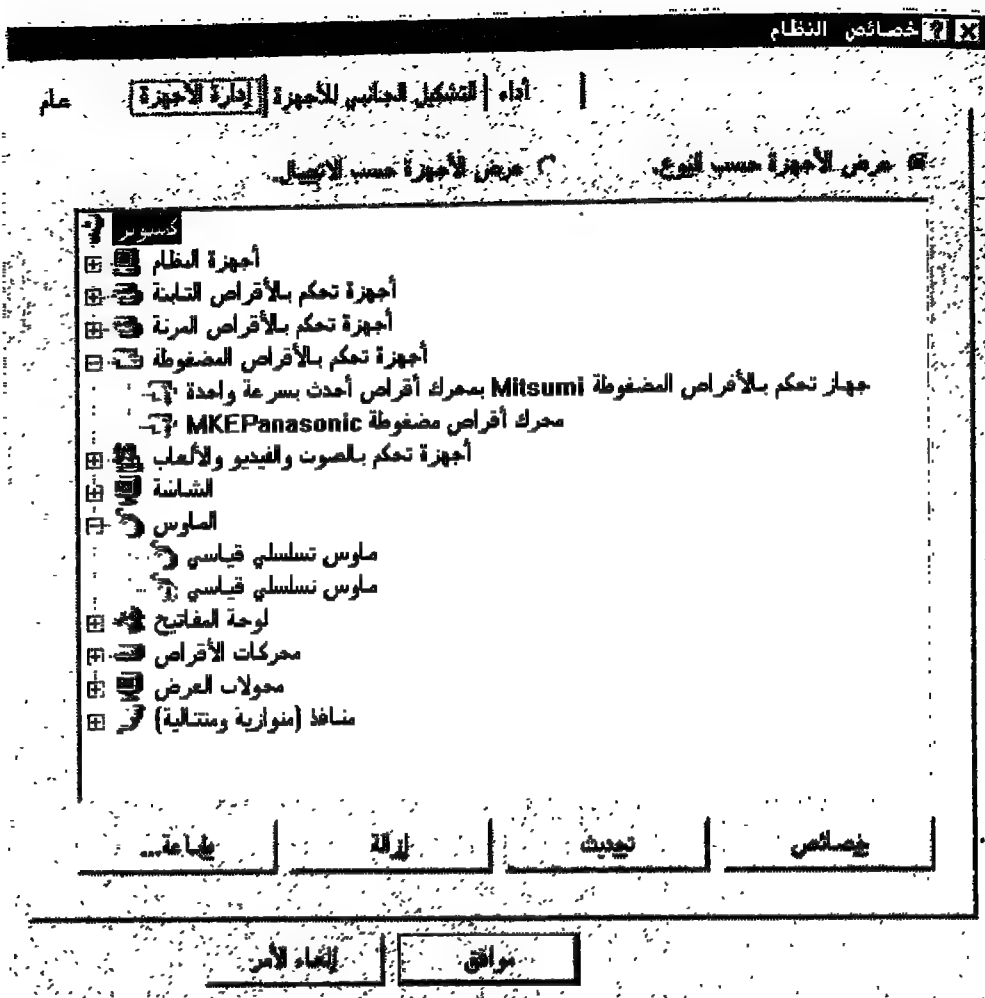 خصائص النظام
أداء التشكيل الجانبي للأجهزة إدارة الأجهزة عام
عرض الأجهزة حسب النوع. عرض الأجهزة حسب الاتصال.
كمبيوتر
أجهزة النظام
أجهزة تحكم بالأقراص الثابتة
أجهزة تحكم بالأقراص المرنة
أجهزة تحكم بالأقراص المضغوطة
جهاز تحكم بالأقراص المضغوطة Mitsumi بمحرك أقراص أحدث بسرعة واحدة
محرك أقراص مضغوطة MKEPanasonic
أجهزة تحكم بالصوت والفيديو والألعاب
الشاشة
الماوس
ماوس تسلسلي قياسي
ماوس تسلسلي قياسي
لوحة المفاتيح
محركات الأقراص
محولات العرض
منافذ (متوازية ومتتالية)
خصائص تحديث إزالة طباعة...
موافق إلغاء الأمر